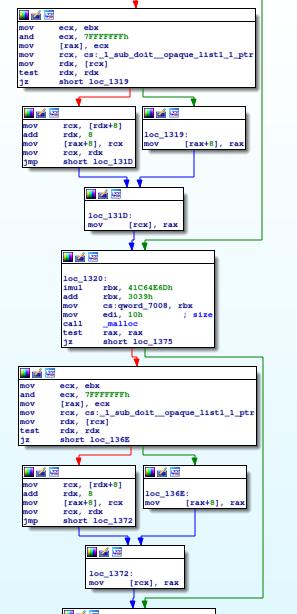 mov ecx, ebx
and ecx, 7FFFFFFFh
mov [rax], ecx
mov rcx, cs:_1_sub_doit__opaque_list1_1_ptr
mov rdx, [rcx]
test rdx, rdx
jz short loc_1319
mov rcx, [rdx+8]
add rdx, 8
mov [rax+8], rcx
mov rcx, rdx
jmp short loc_131D
loc_1319:
mov [rax+8], rax
loc_131D:
mov [rcx], rax
loc_1320:
imul rbx, 41C64E6Dh
add rbx, 3039h
mov cs:qword_7008, rbx
mov edi, 10h ; size
call _malloc
test rax, rax
jz short loc_1375
mov ecx, ebx
and ecx, 7FFFFFFFh
mov [rax], ecx
mov rcx, cs:_1_sub_doit__opaque_list1_1_ptr
mov rdx, [rcx]
test rdx, rdx
jz short loc_136E
mov rcx, [rdx+8]
add rdx, 8
mov [rax+8], rcx
mov rcx, rdx
jmp short loc_1372
loc_136E:
mov [rax+8], rax
loc_1372:
mov [rcx], rax